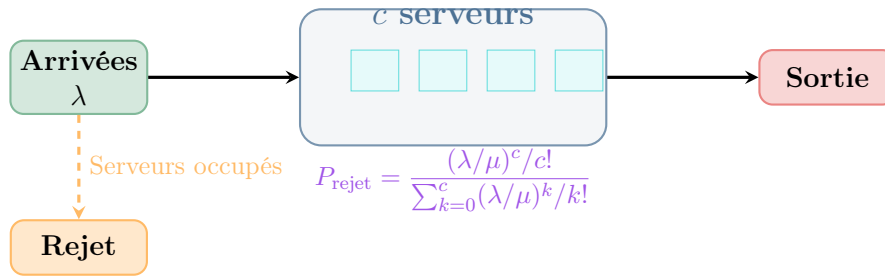 c serveurs
Arrivées
λ
Sortie
Serveurs occupés
P_rejet = (λ/μ)^c/c! / ∑_{k=0}^{c}(λ/μ)^k/k!
Rejet